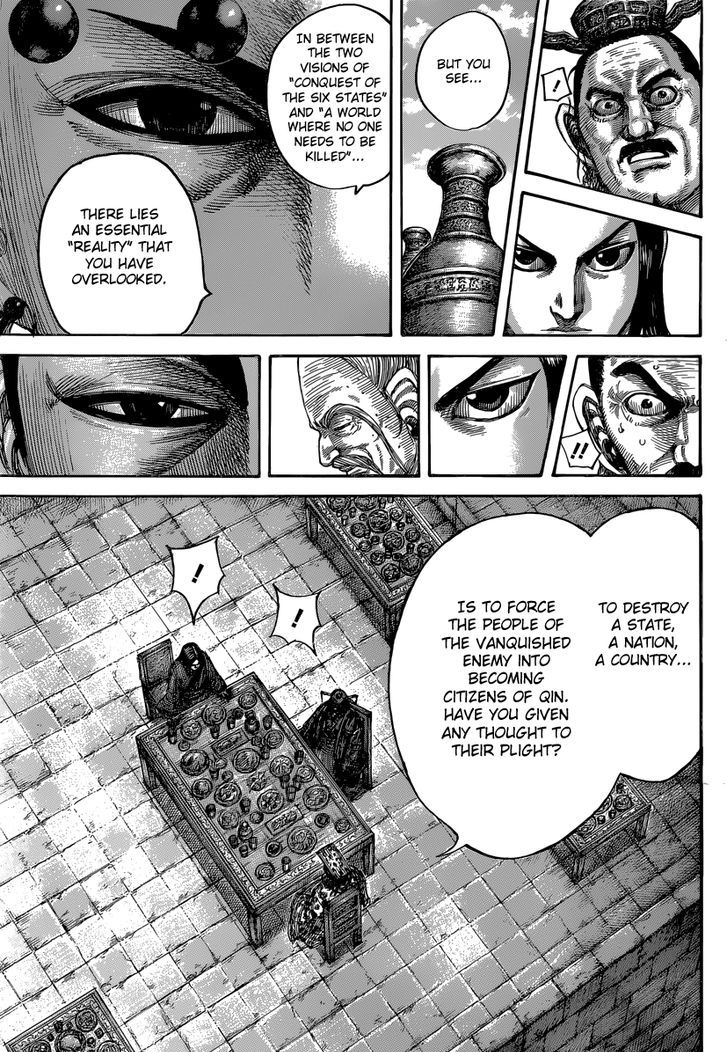 !
BUT YOU
SEE...
IN BETWEEN
THE TWO
VISIONS OF
"CONQUEST OF
THE SIX STATES"
AND "A WORLD
WHERE NO ONE
NEEDS TO BE
KILLED"...
THERE LIES
AN ESSENTIAL
"REALITY" THAT
YOU HAVE
OVERLOOKED.
!!
TO DESTROY
A STATE,
A NATION,
A COUNTRY...
IS TO FORCE
THE PEOPLE OF
THE VANQUISHED
ENEMY INTO
BECOMING
CITIZENS OF QIN.
HAVE YOU GIVEN
ANY THOUGHT TO
THEIR PLIGHT?
!
!